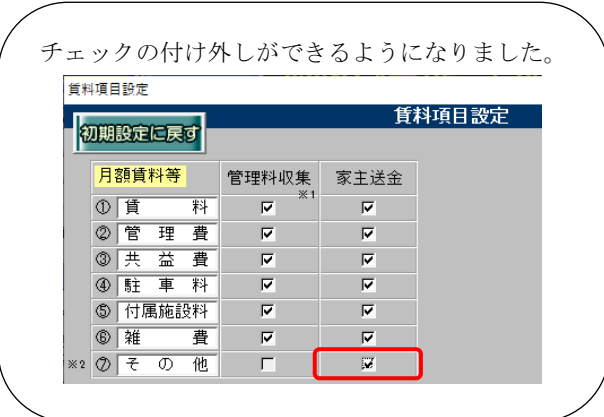 チェックの付け外しができるようになりました。
賃料項目設定
賃料項目設定
初期設定に戻す
月額賃料等 管理料収集 家主送金
※1
① 賃 料
② 管 理 費
③ 共 益 費
④ 駐 車 料
⑤ 付属施設料
⑥ 雑 費
※2 ⑦ そ の 他